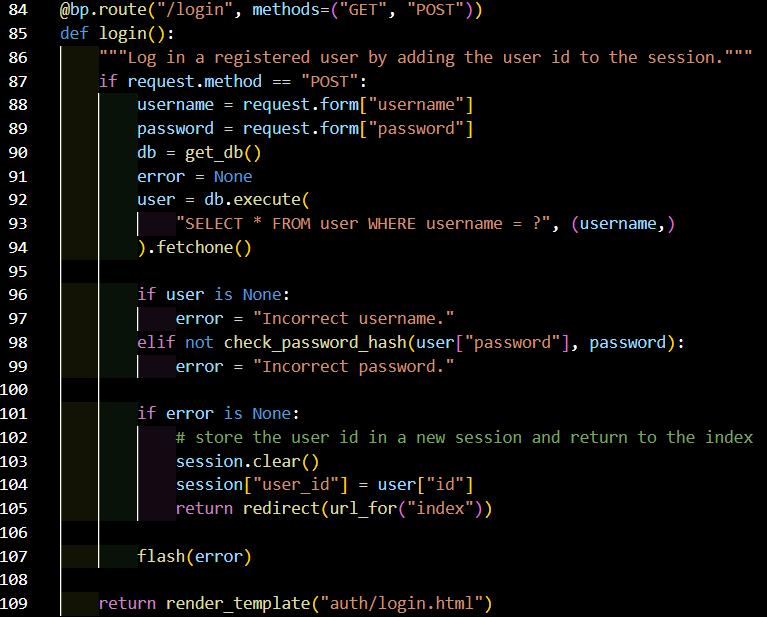 84 @bp.route("/login", methods=("GET", "POST"))
85 def login():
86     """Log in a registered user by adding the user id to the session."""
87     if request.method == "POST":
88         username = request.form["username"]
89         password = request.form["password"]
90         db = get_db()
91         error = None
92         user = db.execute(
93             "SELECT * FROM user WHERE username = ?", (username,)
94         ).fetchone()
95
96         if user is None:
97             error = "Incorrect username."
98         elif not check_password_hash(user["password"], password):
99             error = "Incorrect password."
100
101         if error is None:
102             # store the user id in a new session and return to the index
103             session.clear()
104             session["user_id"] = user["id"]
105             return redirect(url_for("index"))
106
107         flash(error)
108
109     return render_template("auth/login.html")